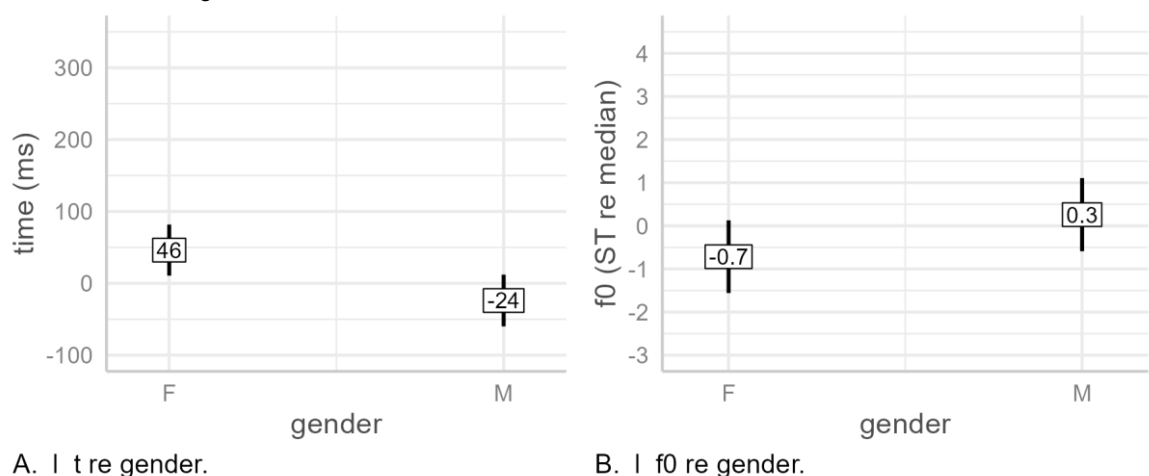 300
200
100
0
-100
time (ms)
46
-24
F M
gender
A. l t re gender.
4
3
2
1
0
-1
-2
-3
f0 (ST re median)
-0.7
0.3
F M
gender
B. l f0 re gender.